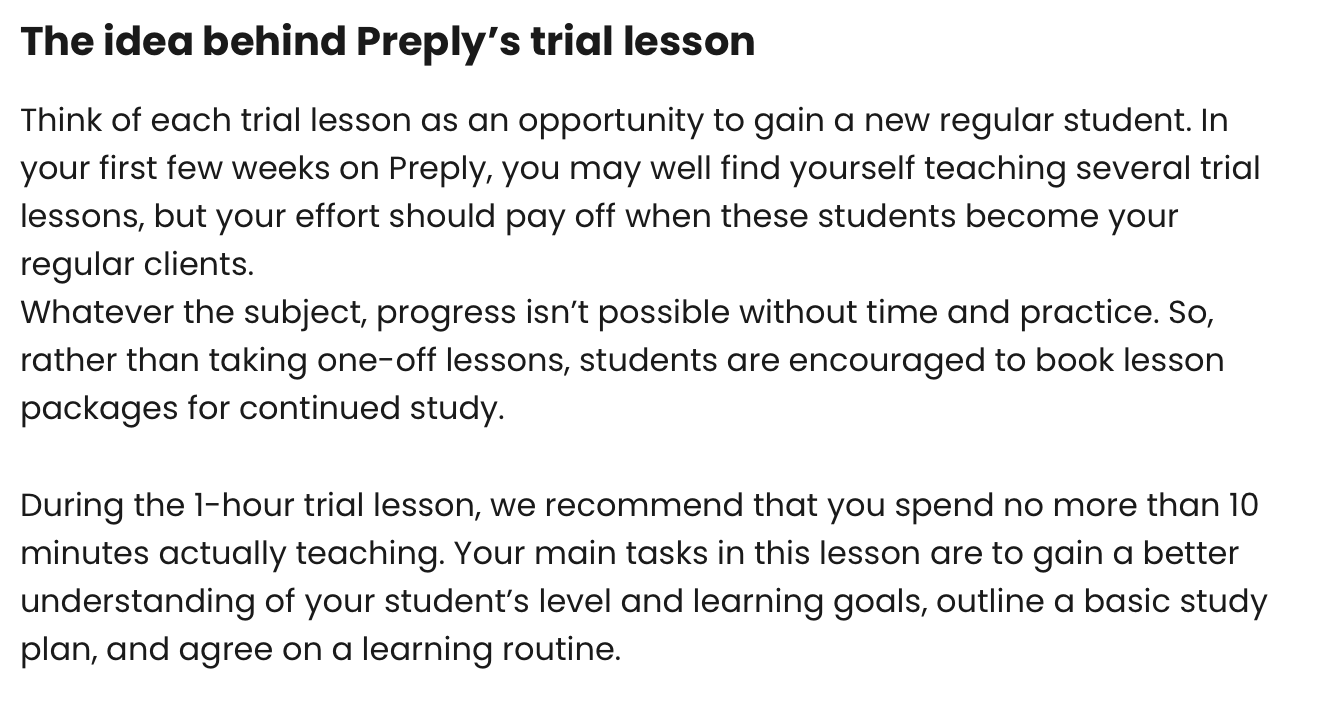 The idea behind Preply’s trial lesson
Think of each trial lesson as an opportunity to gain a new regular student. In
your first few weeks on Preply, you may well find yourself teaching several trial
lessons, but your effort should pay off when these students become your
regular clients.
Whatever the subject, progress isn’t possible without time and practice. So,
rather than taking one-off lessons, students are encouraged to book lesson
packages for continued study.
During the 1-hour trial lesson, we recommend that you spend no more than 10
minutes actually teaching. Your main tasks in this lesson are to gain a better
understanding of your student’s level and learning goals, outline a basic study
plan, and agree on a learning routine.